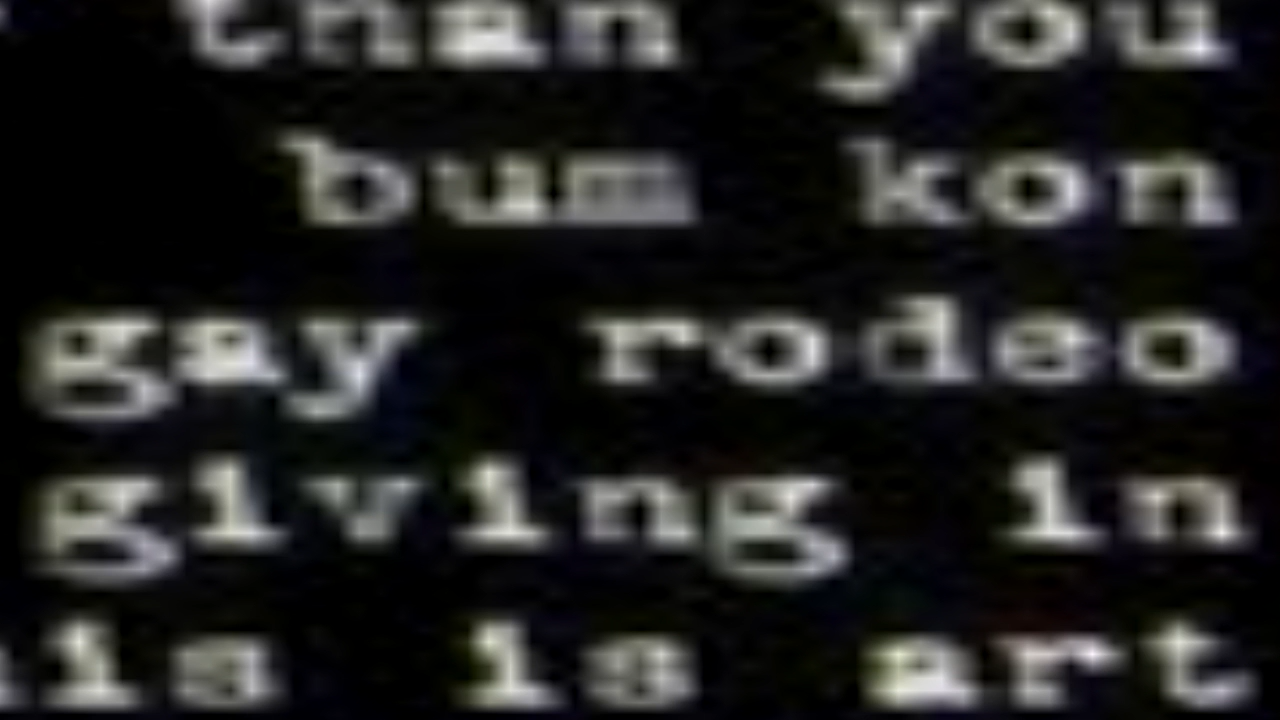 than you
bum kon
gay rodeo
giving in
is art